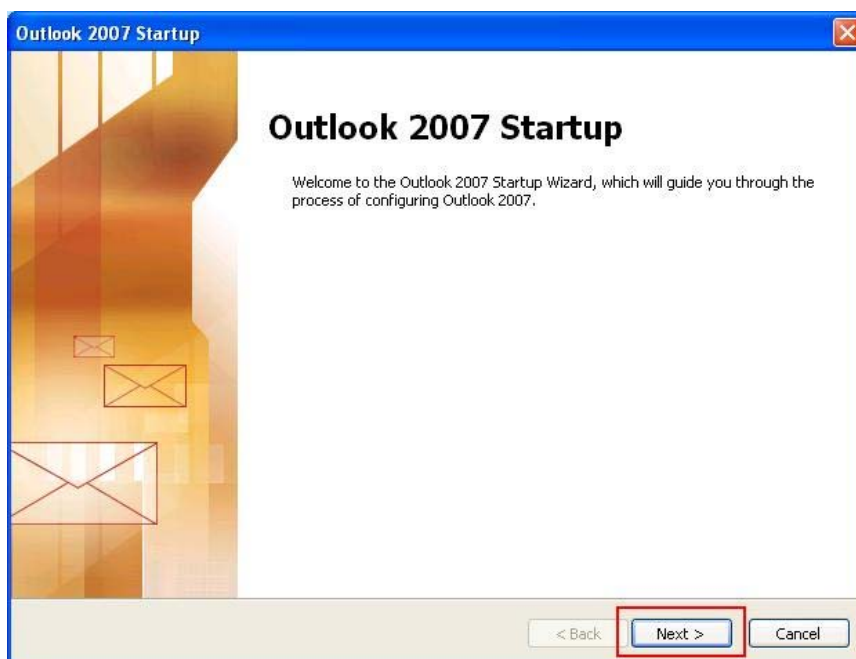 Outlook 2007 Startup
Outlook 2007 Startup
Welcome to the Outlook 2007 Startup Wizard, which will guide you through the
process of configuring Outlook 2007.
< Back Next > Cancel